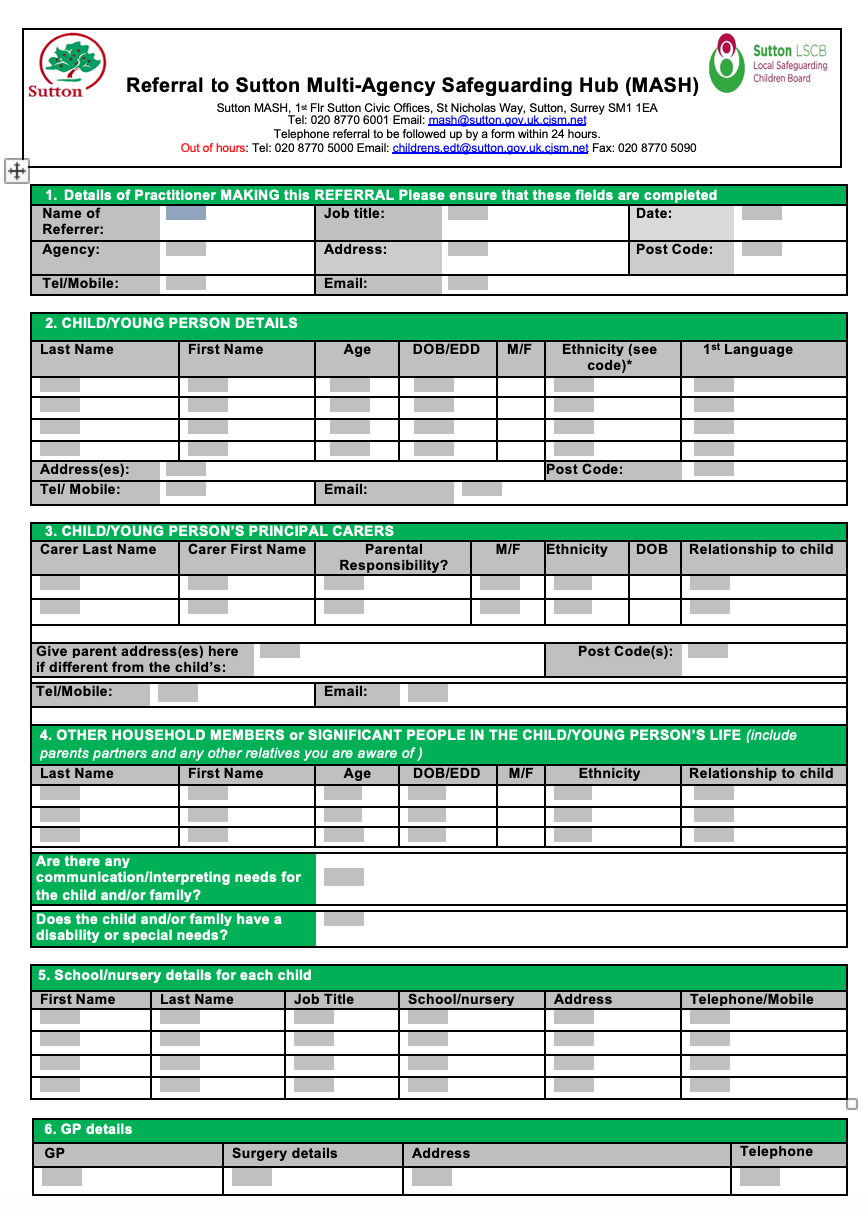 Sutton
Sutton LSCB
Local Safeguarding
Children Board
Referral to Sutton Multi-Agency Safeguarding Hub (MASH)
Sutton MASH, 1st Flr Sutton Civic Offices, St Nicholas Way, Sutton, Surrey SM1 1EA
Tel: 020 8770 6001 Email: mash@sutton.gov.uk.cjsm.net
Telephone referral to be followed up by a form within 24 hours.
Out of hours: Tel: 020 8770 5000 Email: childrens.edt@sutton.gov.uk.cjsm.net Fax: 020 8770 5090
1. Details of Practitioner MAKING this REFERRAL Please ensure that these fields are completed
Name of Referrer: Job title: Date:
Agency: Address: Post Code:
Tel/Mobile: Email:
2. CHILD/YOUNG PERSON DETAILS
Last Name First Name Age DOB/EDD M/F Ethnicity (see code)* 1st Language
Address(es): Post Code:
Tel/ Mobile: Email:
3. CHILD/YOUNG PERSON'S PRINCIPAL CARERS
Carer Last Name Carer First Name Parental Responsibility? M/F Ethnicity DOB Relationship to child
Give parent address(es) here if different from the child's: Post Code(s):
Tel/Mobile: Email:
4. OTHER HOUSEHOLD MEMBERS or SIGNIFICANT PEOPLE IN THE CHILD/YOUNG PERSON'S LIFE (include
parents partners and any other relatives you are aware of )
Last Name First Name Age DOB/EDD M/F Ethnicity Relationship to child
Are there any
communication/interpreting needs for
the child and/or family?
Does the child and/or family have a
disability or special needs?
5. School/nursery details for each child
First Name Last Name Job Title School/nursery Address Telephone/Mobile
6. GP details
GP Surgery details Address Telephone